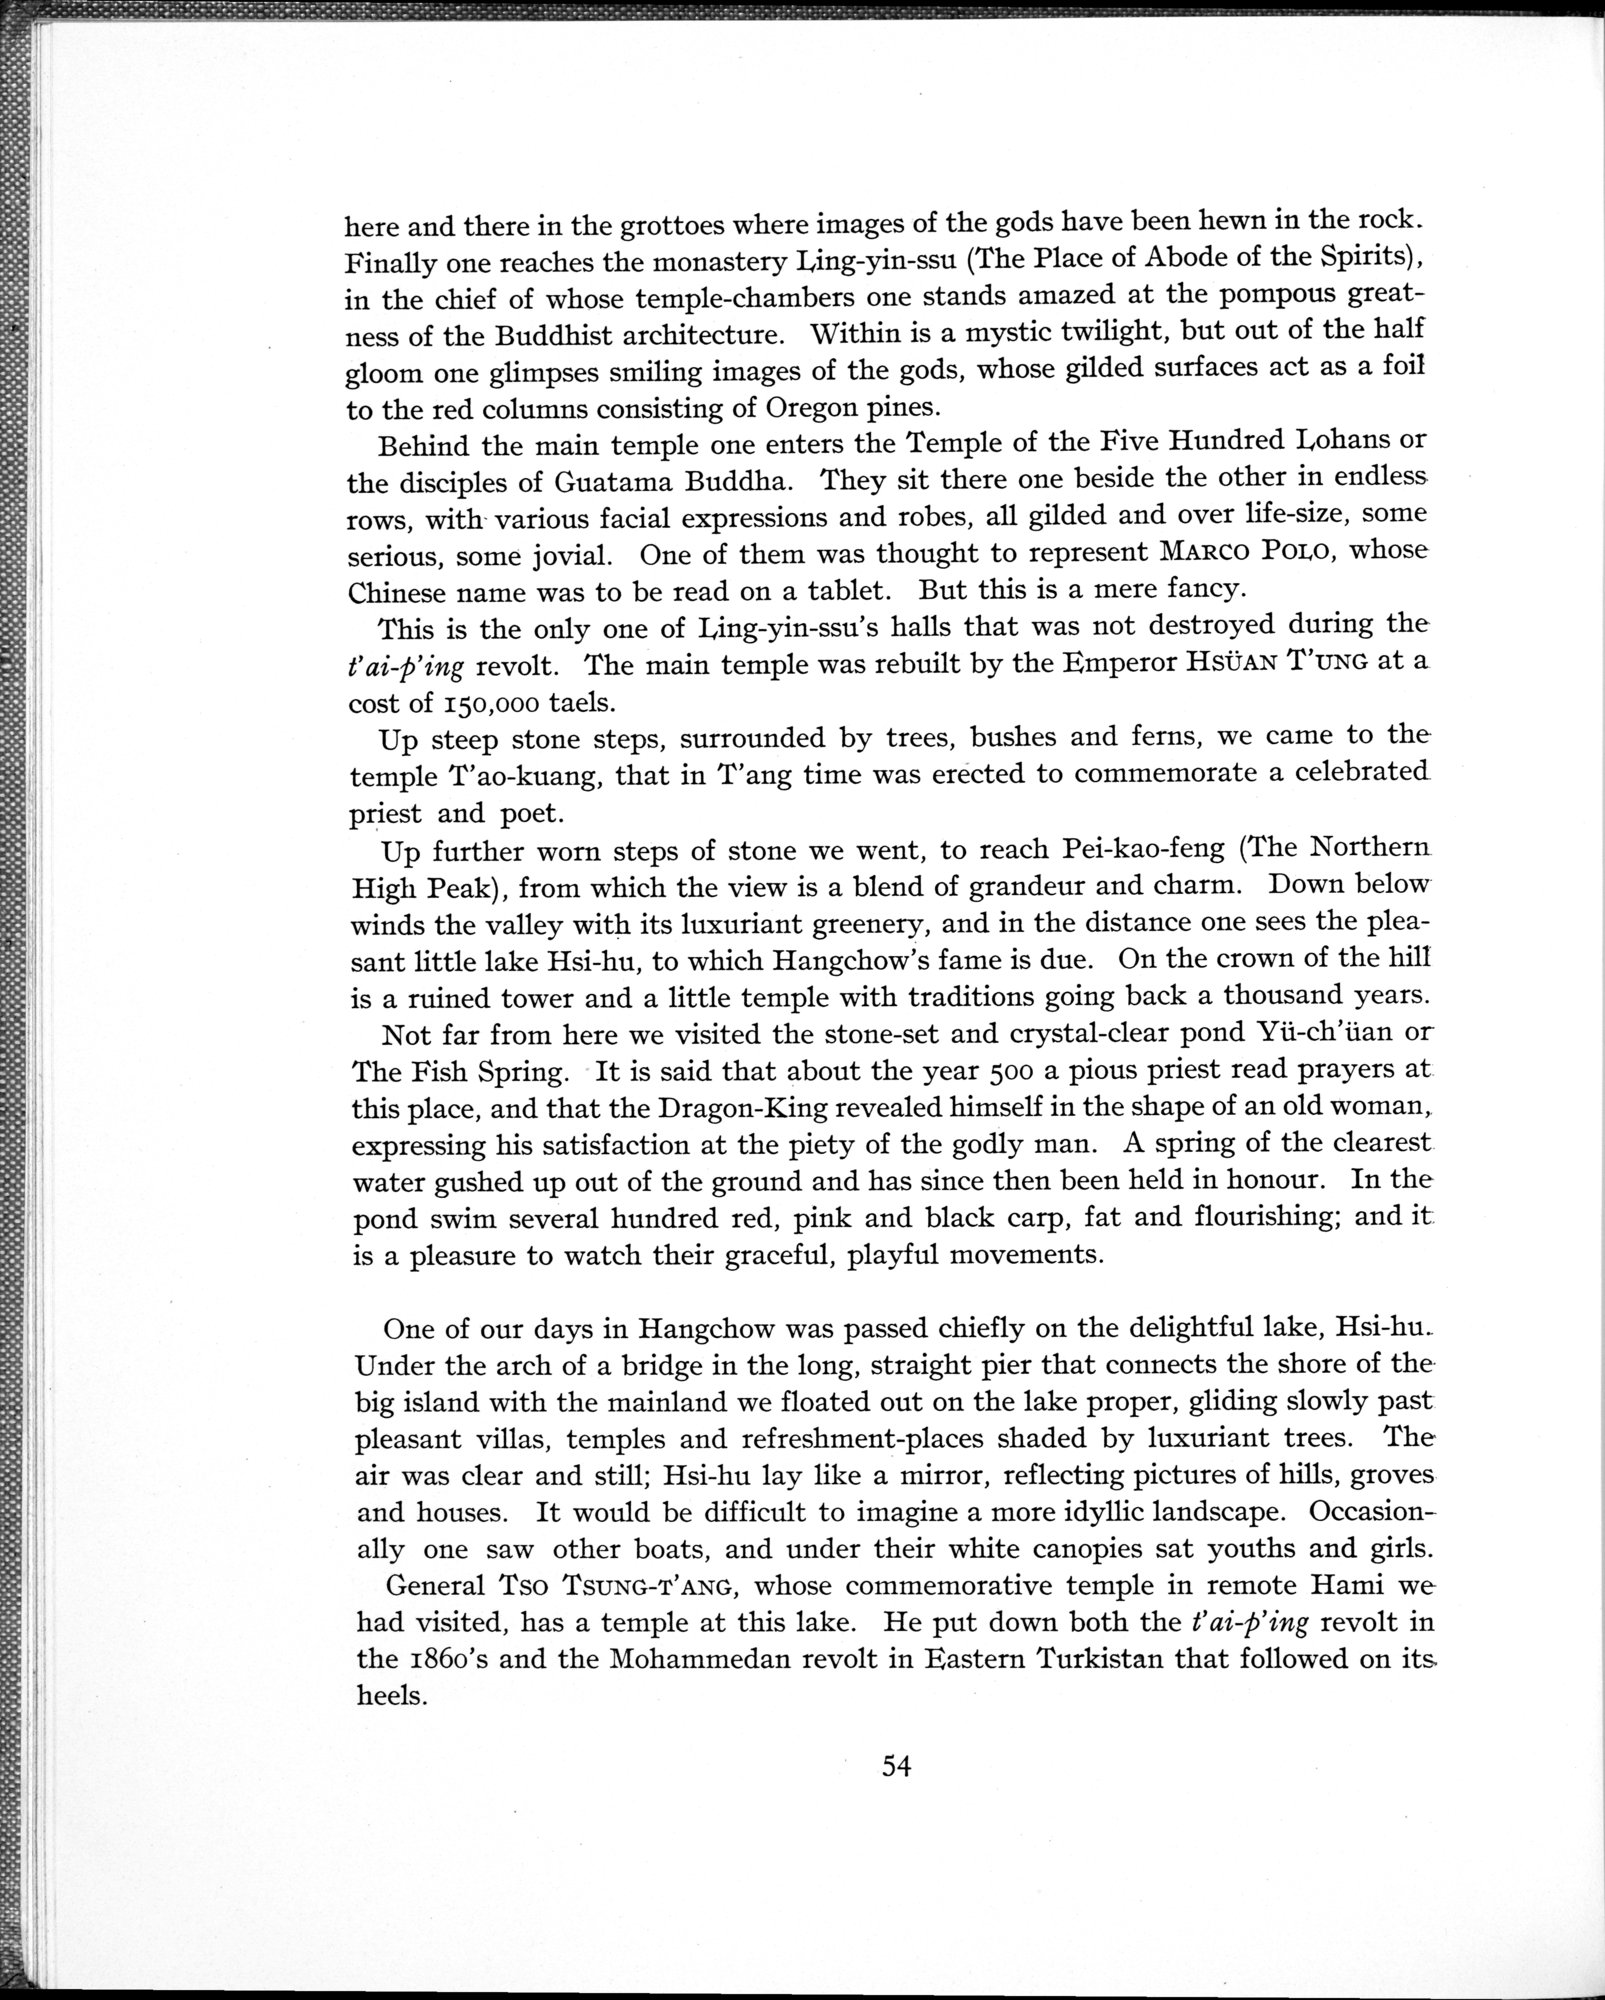 here and there in the grottoes where images of the gods have been hewn in the rock.
Finally one reaches the monastery Ling-yin-ssu (The Place of Abode of the Spirits),
in the chief of whose temple-chambers one stands amazed at the pompous great-
ness of the Buddhist architecture. Within is a mystic twilight, but out of the half
gloom one glimpses smiling images of the gods, whose gilded surfaces act as a foil
to the red columns consisting of Oregon pines.
Behind the main temple one enters the Temple of the Five Hundred Lohans or
the disciples of Guatama Buddha. They sit there one beside the other in endless
rows, with various facial expressions and robes, all gilded and over life-size, some
serious, some jovial. One of them was thought to represent MARCO POLO, whose
Chinese name was to be read on a tablet. But this is a mere fancy.
This is the only one of Ling-yin-ssu's halls that was not destroyed during the
t'ai-p'ing revolt. The main temple was rebuilt by the Emperor HSÜAN T'UNG at a
cost of 150,000 taels.
Up steep stone steps, surrounded by trees, bushes and ferns, we came to the
temple T'ao-kuang, that in T'ang time was erected to commemorate a celebrated
priest and poet.
Up further worn steps of stone we went, to reach Pei-kao-feng (The Northern
High Peak), from which the view is a blend of grandeur and charm. Down below
winds the valley with its luxuriant greenery, and in the distance one sees the plea-
sant little lake Hsi-hu, to which Hangchow's fame is due. On the crown of the hill
is a ruined tower and a little temple with traditions going back a thousand years.
Not far from here we visited the stone-set and crystal-clear pond Yü-ch'üan or
The Fish Spring. It is said that about the year 500 a pious priest read prayers at
this place, and that the Dragon-King revealed himself in the shape of an old woman,
expressing his satisfaction at the piety of the godly man. A spring of the clearest
water gushed up out of the ground and has since then been held in honour. In the
pond swim several hundred red, pink and black carp, fat and flourishing; and it
is a pleasure to watch their graceful, playful movements.
One of our days in Hangchow was passed chiefly on the delightful lake, Hsi-hu.
Under the arch of a bridge in the long, straight pier that connects the shore of the
big island with the mainland we floated out on the lake proper, gliding slowly past
pleasant villas, temples and refreshment-places shaded by luxuriant trees. The
air was clear and still; Hsi-hu lay like a mirror, reflecting pictures of hills, groves
and houses. It would be difficult to imagine a more idyllic landscape. Occasion-
ally one saw other boats, and under their white canopies sat youths and girls.
General TSO TSUNG-T'ANG, whose commemorative temple in remote Hami we
had visited, has a temple at this lake. He put down both the t'ai-p'ing revolt in
the 1860's and the Mohammedan revolt in Eastern Turkistan that followed on its
heels.
54